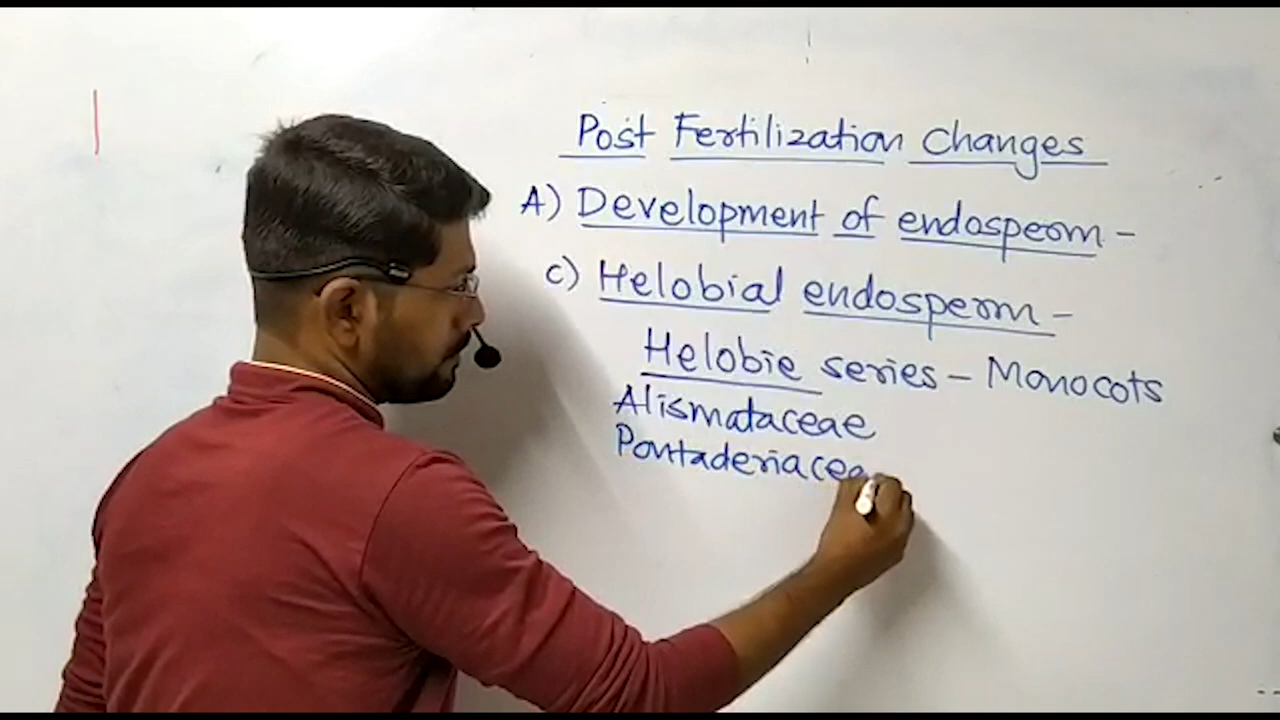 Post Fertilization Changes
A) Development of endosperm -
C) Helobial endosperm -
Helobie series - Monocots
Alismataceae
Pontaderiacea